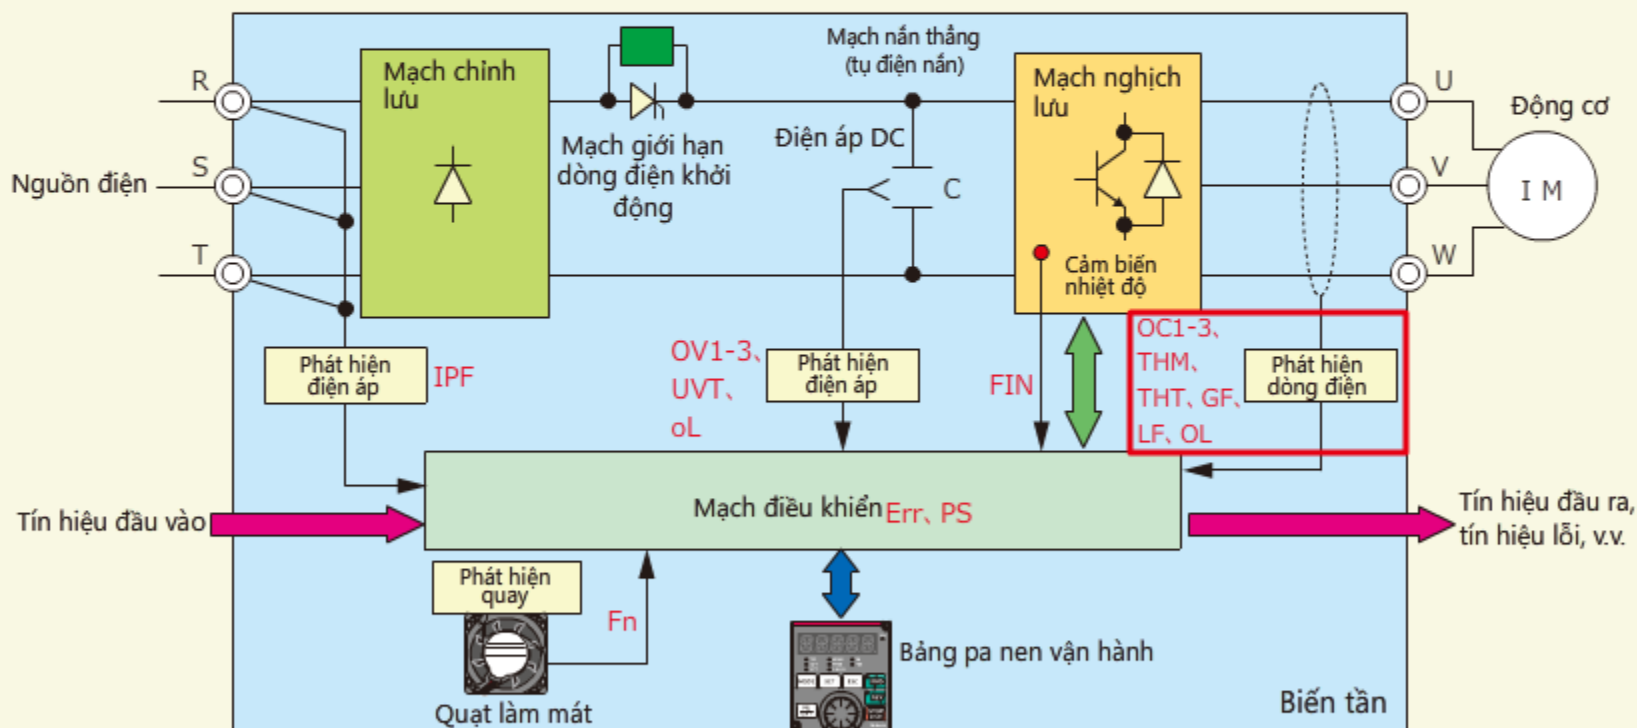 Mạch chỉnh
lưu
Mạch nắn thẳng
(tụ điện nắn)
Mạch nghịch
lưu
R
U
Động cơ
Mạch giới hạn
dòng điện khởi
động
Điện áp DC
Nguồn điện
S
C
V
I M
T
W
Cảm biến
nhiệt độ
Phát hiện
điện áp
IPF
OV1-3、
UVT、
oL
Phát hiện
điện áp
FIN
OC1-3、
THM、
THT、GF、
LF、OL
Phát hiện
dòng điện
Tín hiệu đầu vào
Mạch điều khiển Err、PS
Tín hiệu đầu ra,
tín hiệu lỗi, v.v.
Phát hiện
quay
Fn
Quạt làm mát
Bảng pa nen vận hành
Biến tần